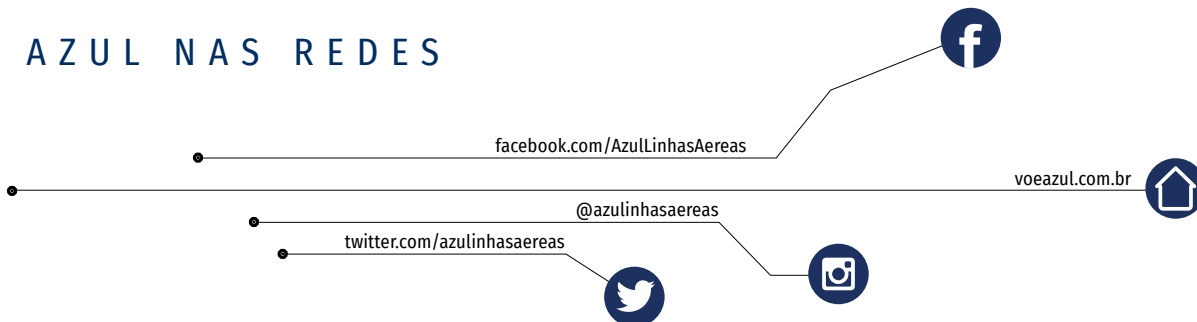 AZUL NAS REDES
facebook.com/AzulLinhasAereas
voeazul.com.br
@azulinhasaereas
twitter.com/azulinhasaereas